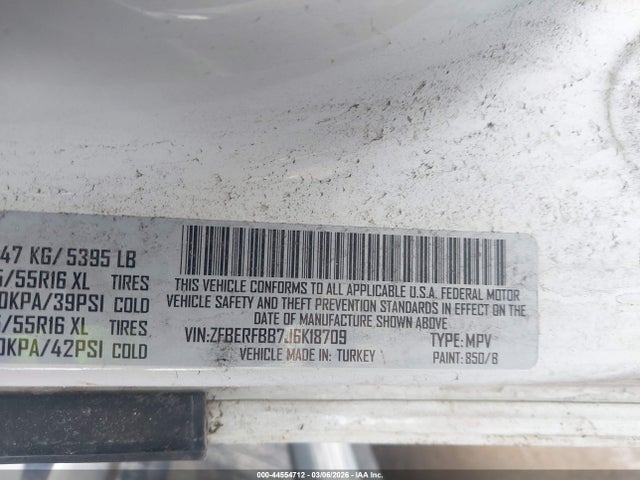 47 KG/ 5395 LB
5/55R16 XL TIRES
0KPA/39PSI COLD
5/55R16 XL TIRES
0KPA/42PSI COLD
THIS VEHICLE CONFORMS TO ALL APPLICABLE U.S.A. FEDERAL MOTOR
VEHICLE SAFETY AND THEFT PREVENTION STANDARDS IN EFFECT ON THE
DATE OF MANUFACTURE SHOWN ABOVE
VIN:ZFBERFBB7J6K18709 TYPE:MPV
VEHICLE MADE IN: TURKEY PAINT: 850/B
000-44554712 - 03/06/2026 - IAA Inc.